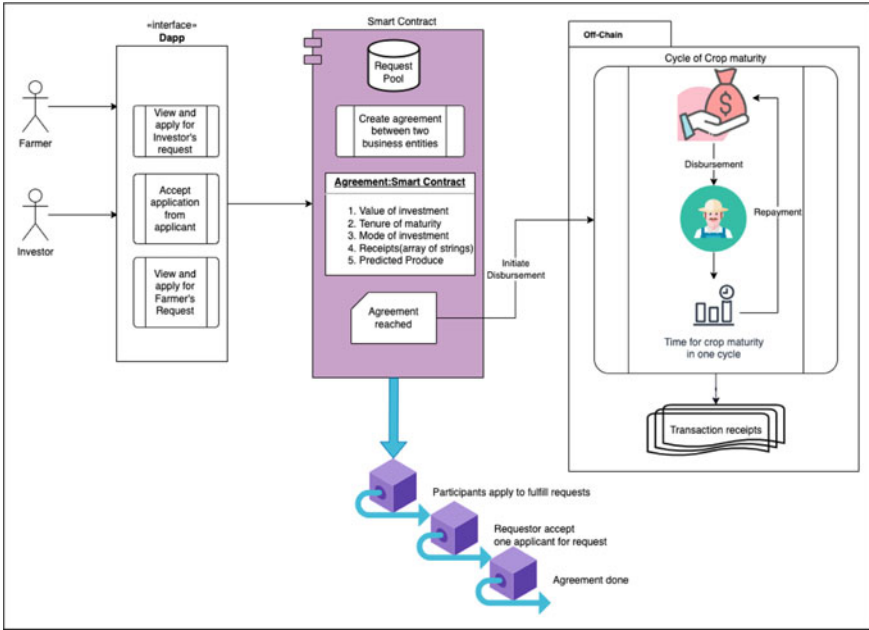 «interface»
Dapp
Farmer
Investor
View and
apply for
Investor's
request
Accept
application
from
applicant
View and
apply for
Farmer's
Request
Smart Contract
Request
Pool
Create agreement
between two
business entities
Agreement:Smart Contract
1. Value of investment
2. Tenure of maturity
3. Mode of investment
4. Receipts(array of strings)
5. Predicted Produce
Agreement
reached
Initiate
Disbursement
Off-Chain
Cycle of Crop maturity
Disbursement
Repayment
Time for crop maturity
in one cycle
Transaction receipts
Participants apply to fulfill requests
Requestor accept
one applicant for request
Agreement done